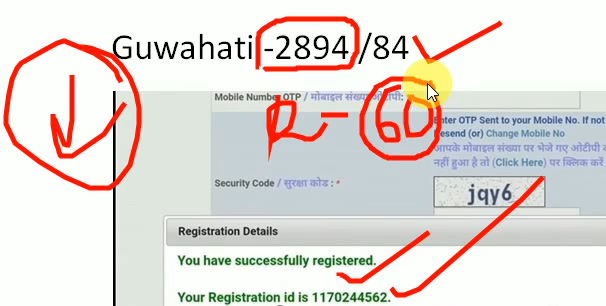 Guwahati -2894 /84
Mobile Number OTP / मोबाइल संख्या ओटीपी:
R - 60
Enter OTP Sent to your Mobile No. If not
Resend (or) Change Mobile No
आपके मोबाइल संख्या पर भेजे गए ओटीपी
नहीं हुआ है तो (Click Here) पर क्लिक करें
Security Code / सुरक्षा कोड : *
jqy6
Registration Details
You have successfully registered.
Your Registration id is 1170244562.